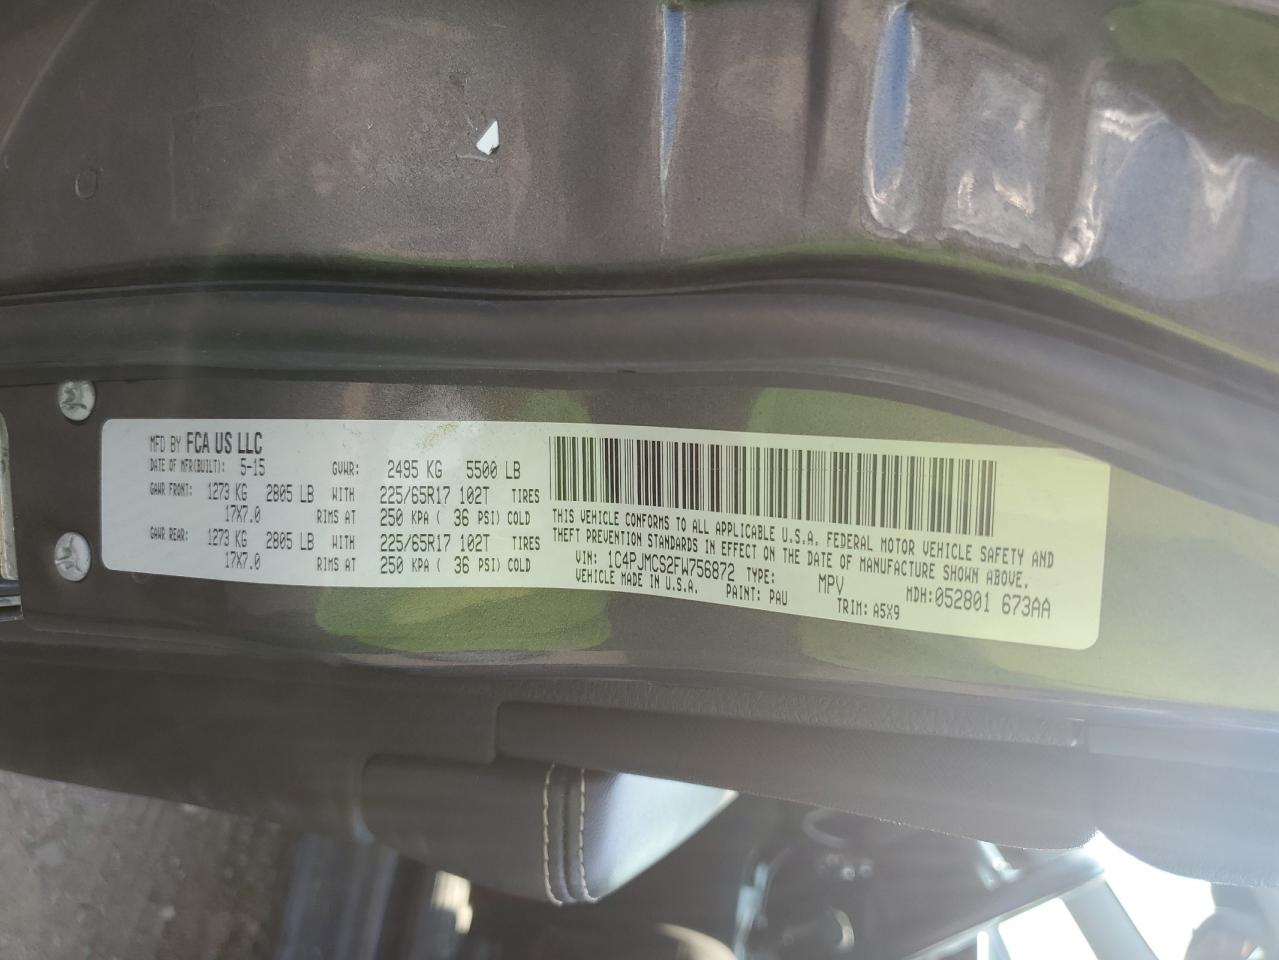 MFD BY FCA US LLC
DATE OF MFR(BUILT): 5-15 GVWR: 2495 KG 5500 LB
GAWR FRONT: 1273 KG 2805 LB WITH 225/65R17 102T TIRES
17X7.0 RIMS AT 250 KPA ( 36 PSI) COLD
GAWR REAR: 1273 KG 2805 LB WITH 225/65R17 102T TIRES
17X7.0 RIMS AT 250 KPA ( 36 PSI) COLD
THIS VEHICLE CONFORMS TO ALL APPLICABLE U.S.A. FEDERAL MOTOR VEHICLE SAFETY AND
THEFT PREVENTION STANDARDS IN EFFECT ON THE DATE OF MANUFACTURE SHOWN ABOVE.
VIN: 1C4PJMCS2FW756872 TYPE: MPV MDH:052801 673AA
VEHICLE MADE IN U.S.A. PAINT: PAU TRIM: A5X9